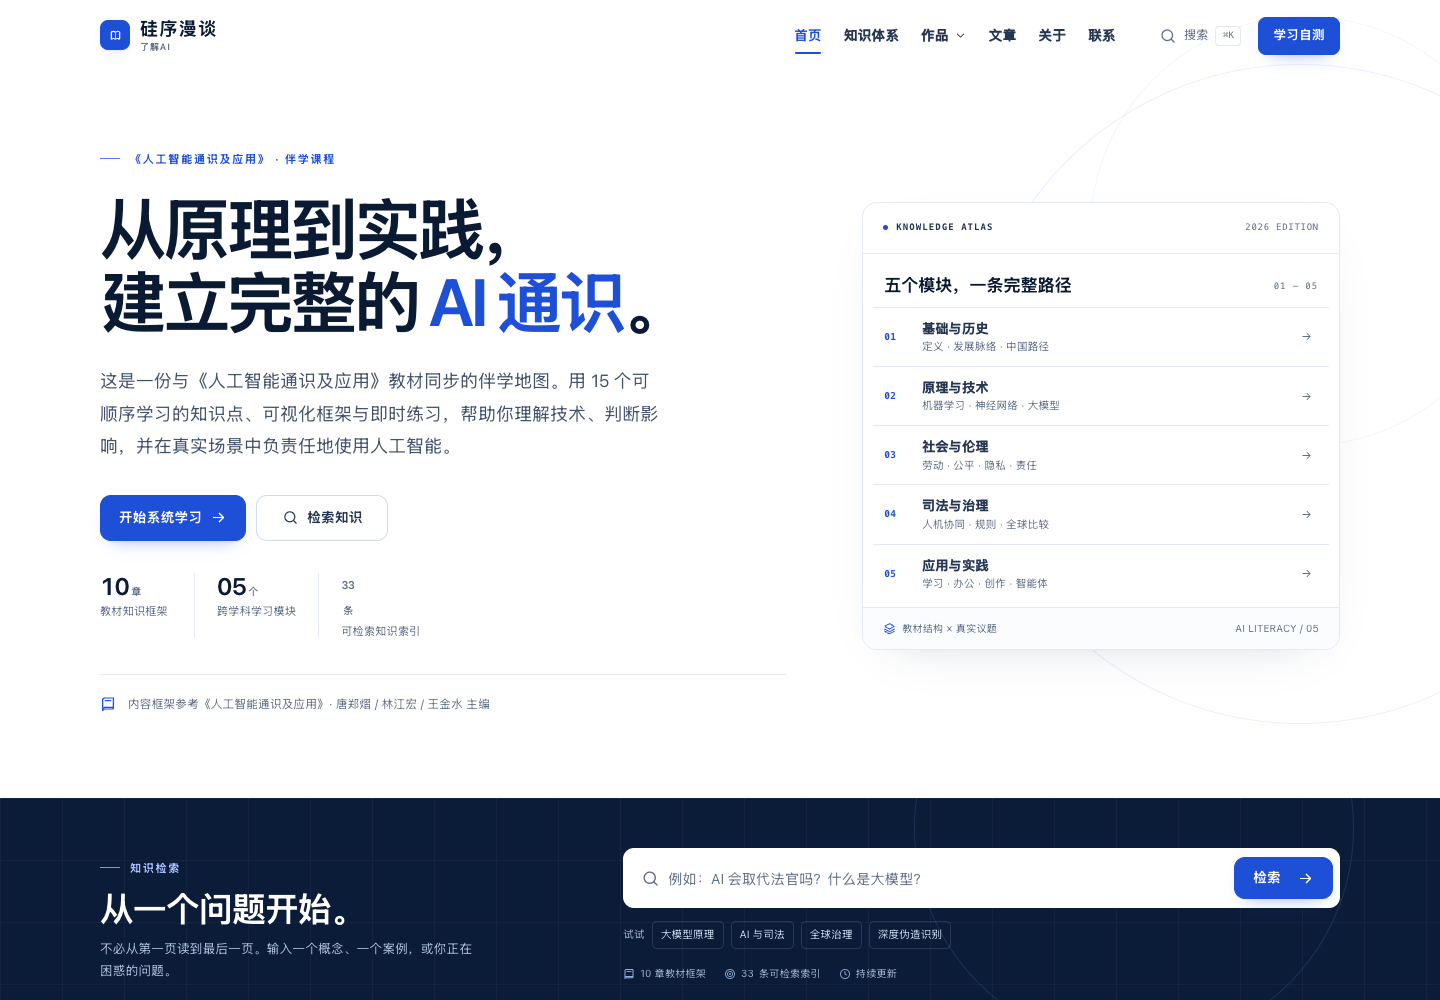 硅序漫谈
了解AI
首页 知识体系 作品 文章 关于 联系 搜索 ⌘K 学习自测
《人工智能通识及应用》 · 伴学课程
从原理到实践，
建立完整的 AI 通识。
这是一份与《人工智能通识及应用》教材同步的伴学地图。用 15 个可
顺序学习的知识点、可视化框架与即时练习，帮助你理解技术、判断影
响，并在真实场景中负责任地使用人工智能。
开始系统学习 → 检索知识
10 章
教材知识框架
05 个
跨学科学习模块
33
条
可检索知识索引
内容框架参考《人工智能通识及应用》· 唐郑熠 / 林江宏 / 王金水 主编
KNOWLEDGE ATLAS 2026 EDITION
五个模块，一条完整路径 01 — 05
01 基础与历史 →
定义 · 发展脉络 · 中国路径
02 原理与技术 →
机器学习 · 神经网络 · 大模型
03 社会与伦理 →
劳动 · 公平 · 隐私 · 责任
04 司法与治理 →
人机协同 · 规则 · 全球比较
05 应用与实践 →
学习 · 办公 · 创作 · 智能体
教材结构 × 真实议题 AI LITERACY / 05
知识检索
从一个问题开始。
不必从第一页读到最后一页。输入一个概念、一个案例，或你正在
困惑的问题。
例如：AI 会取代法官吗？什么是大模型？ 检索 →
试试 大模型原理 AI 与司法 全球治理 深度伪造识别
10 章教材框架 33 条可检索索引 持续更新